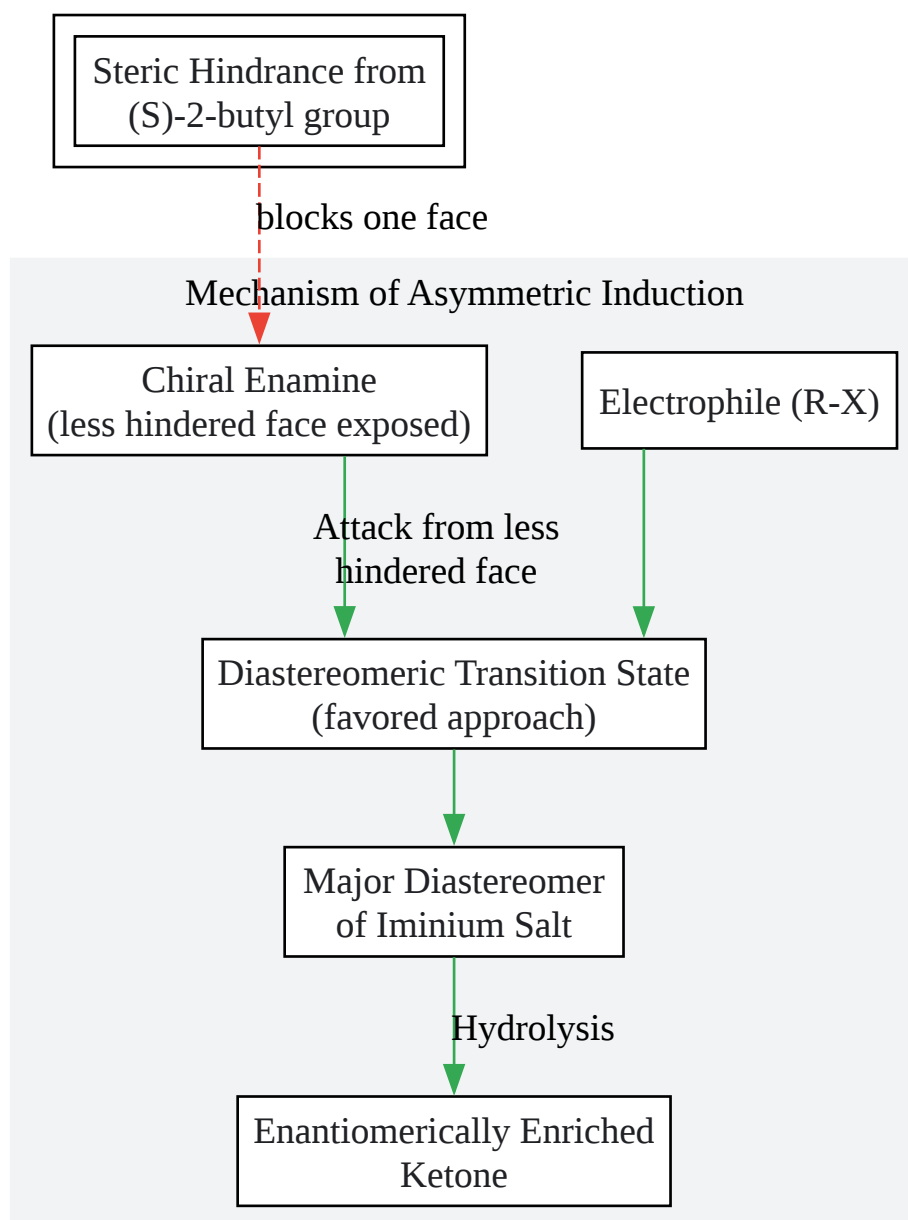 Steric Hindrance from
(S)-2-butyl group
blocks one face
Mechanism of Asymmetric Induction
Chiral Enamine
(less hindered face exposed)
Electrophile (R-X)
Attack from less
hindered face
Diastereomeric Transition State
(favored approach)
Major Diastereomer
of Iminium Salt
Hydrolysis
Enantiomerically Enriched
Ketone